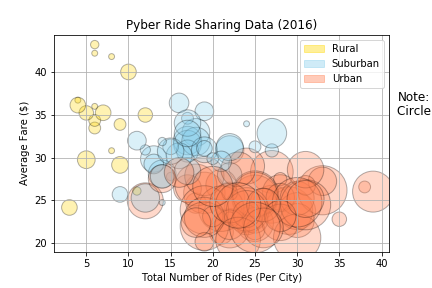 Pyber Ride Sharing Data (2016)
Rural
Suburban
Urban
Note:
Circle
Average Fare ($)
40
35
30
25
20
5
10
15
20
25
30
35
40
Total Number of Rides (Per City)